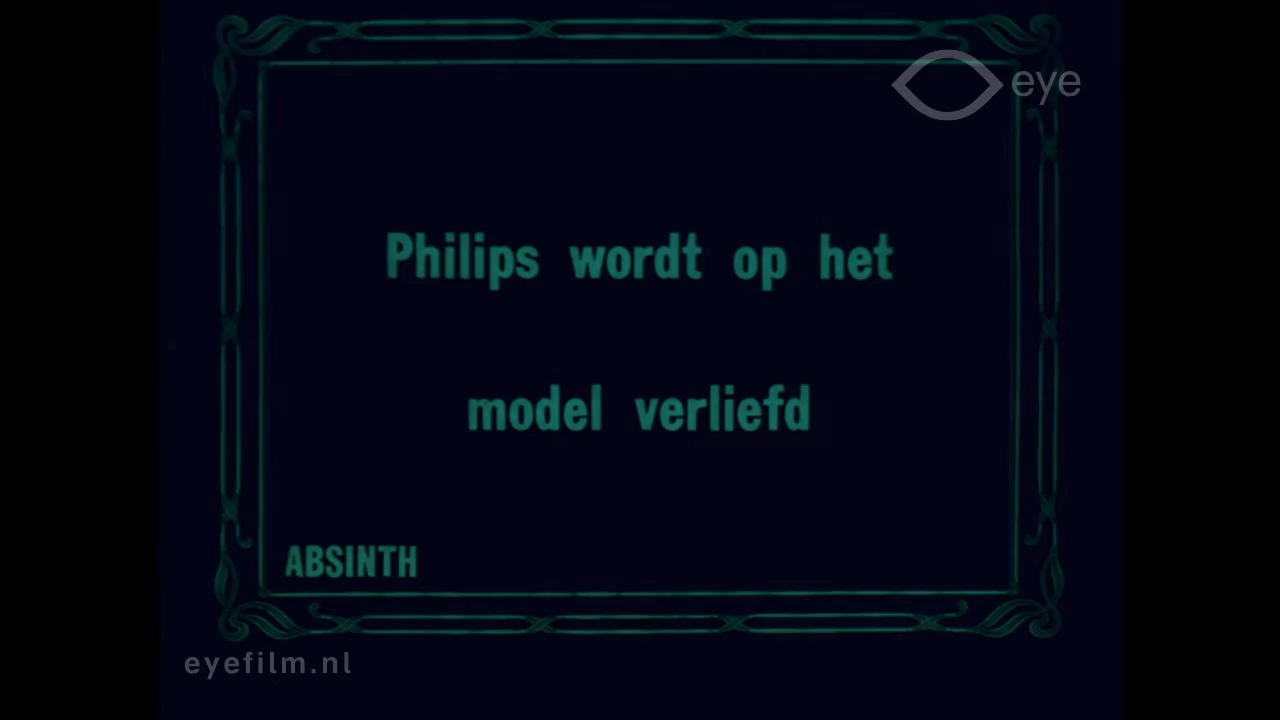 eye
Philips wordt op het
model verliefd
ABSINTH
eyefilm.nl